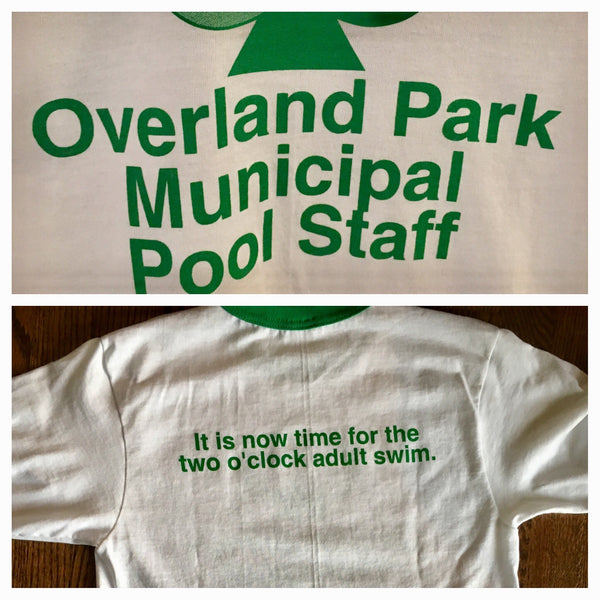 Overland Park
Municipal
Pool Staff
It is now time for the
two o'clock adult swim.